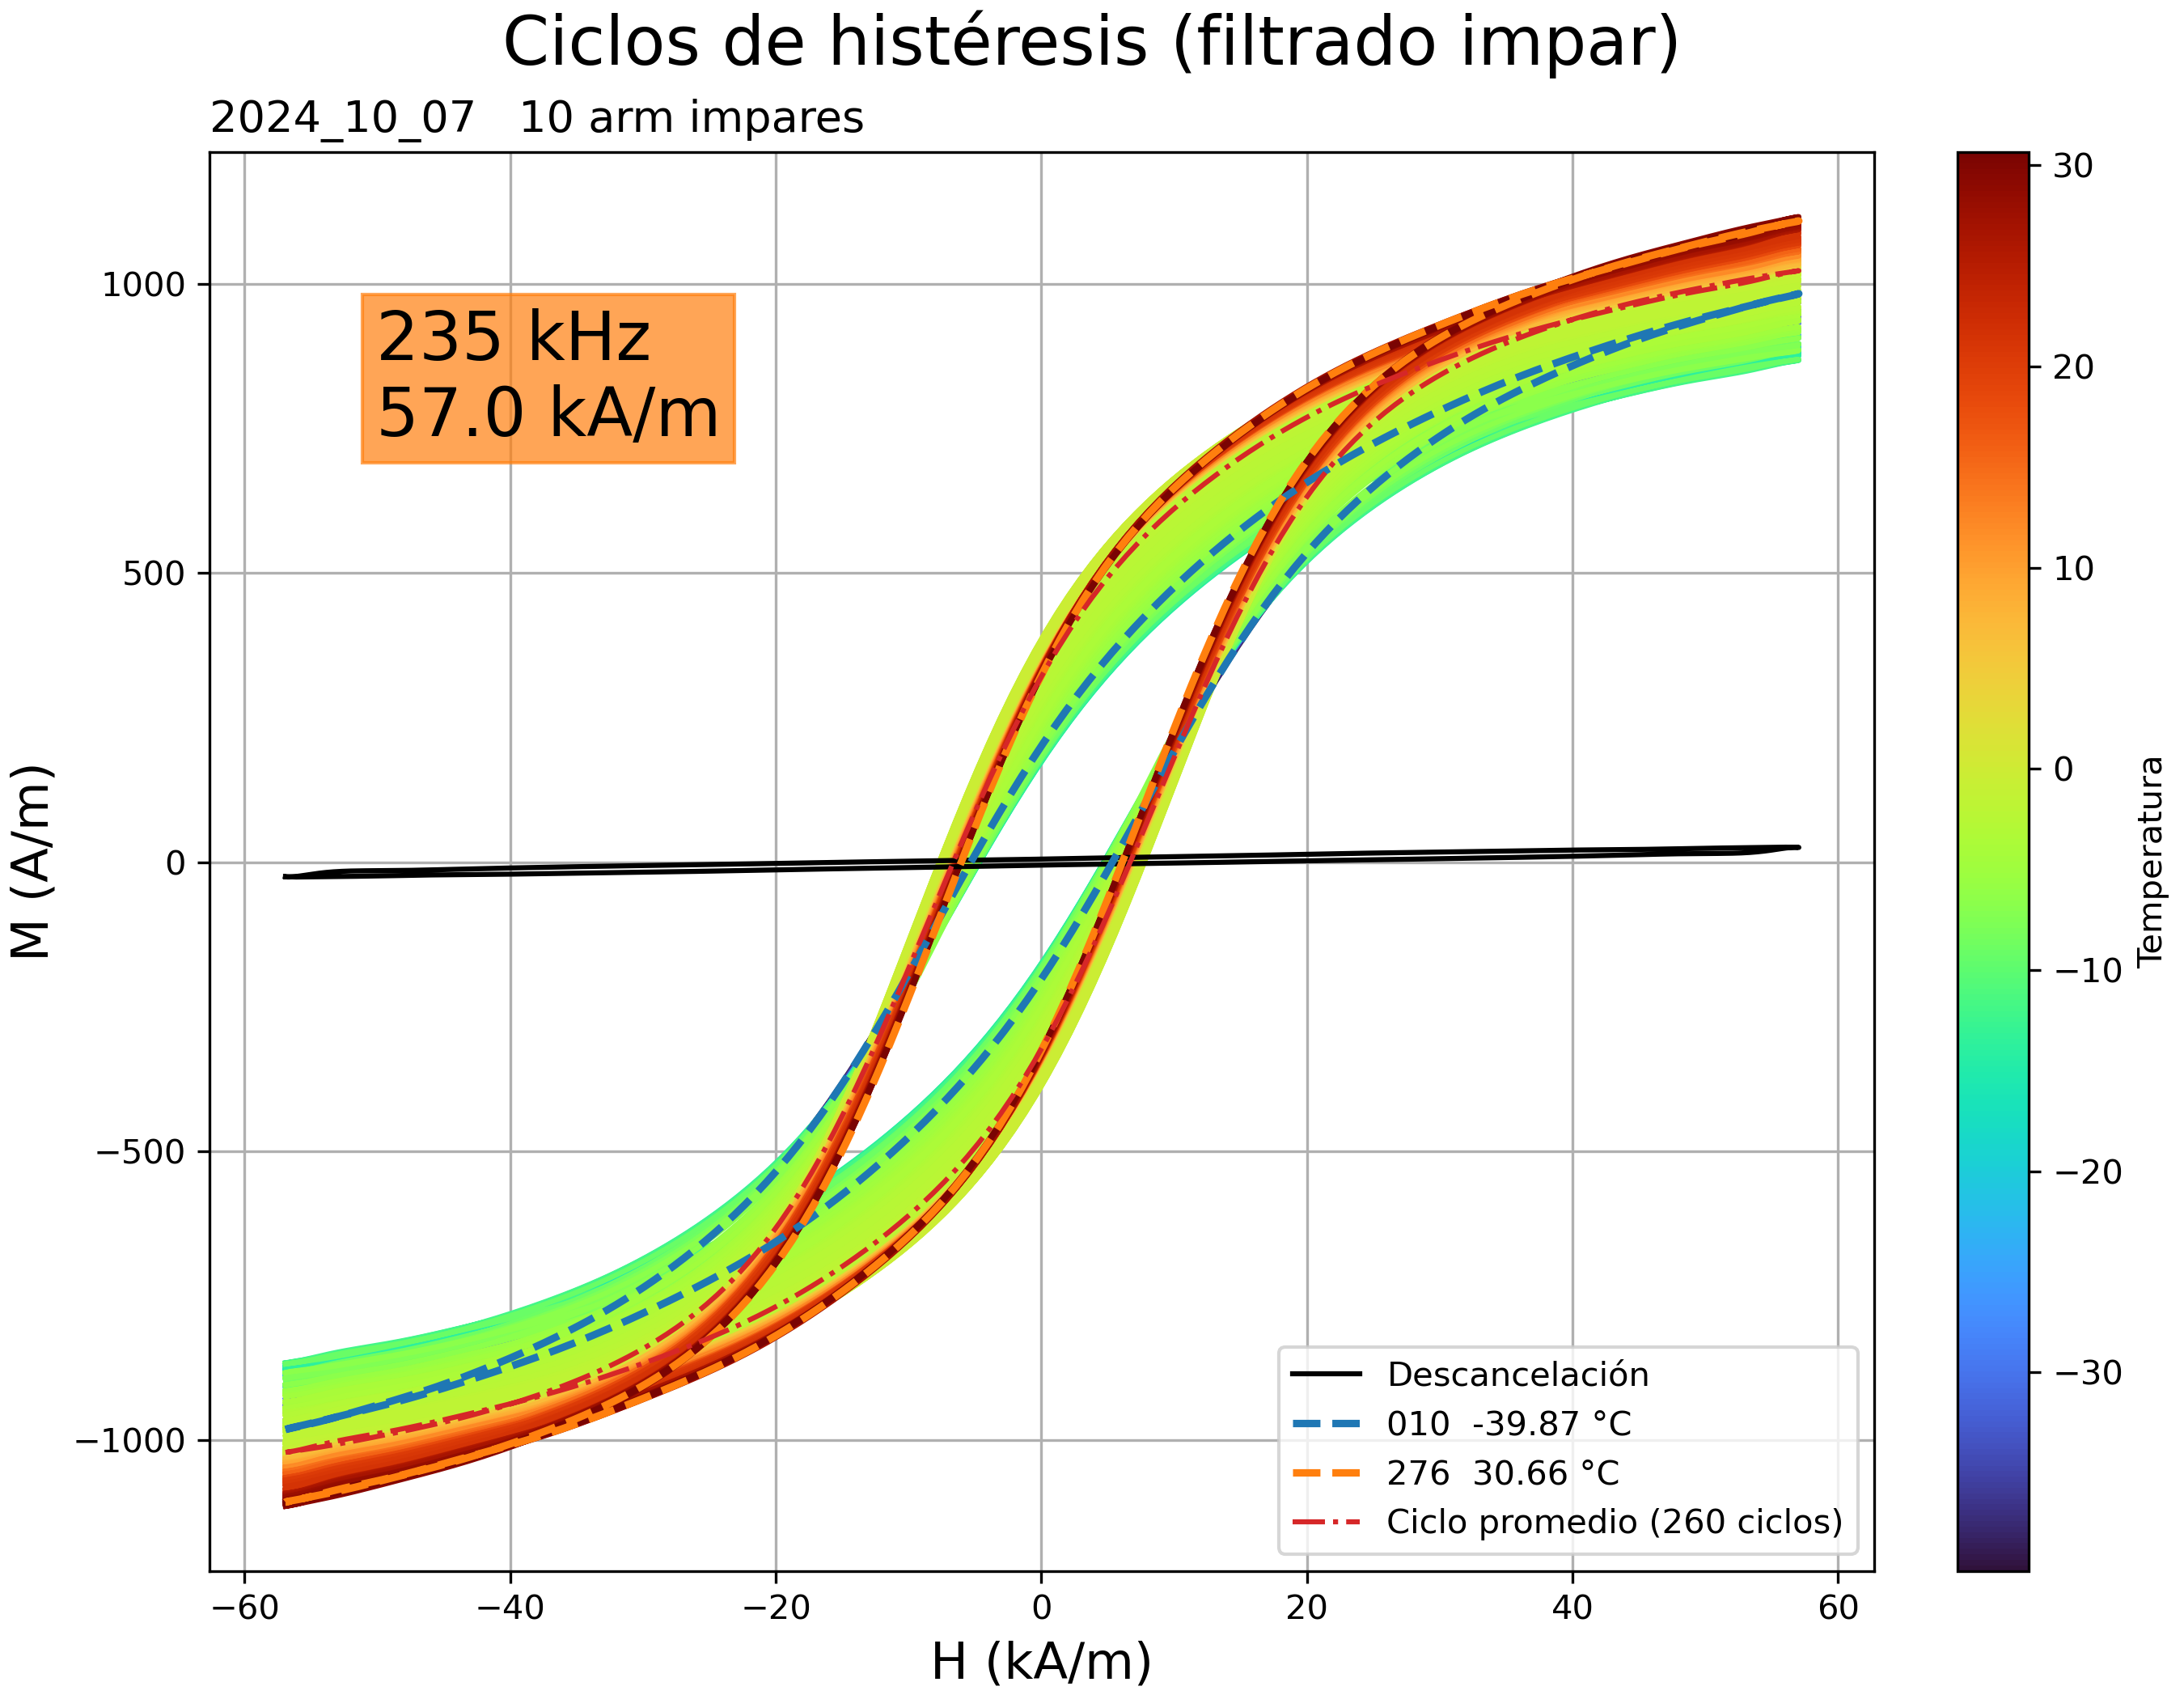 Ciclos de histéresis (filtrado impar)
2024_10_07   10 arm impares
235 kHz
57.0 kA/m
1000
500
0
−500
−1000
M (A/m)
−60
−40
−20
0
20
40
60
H (kA/m)
Descancelación
010  -39.87 °C
276  30.66 °C
Ciclo promedio (260 ciclos)
30
20
10
0
−10
−20
−30
Temperatura